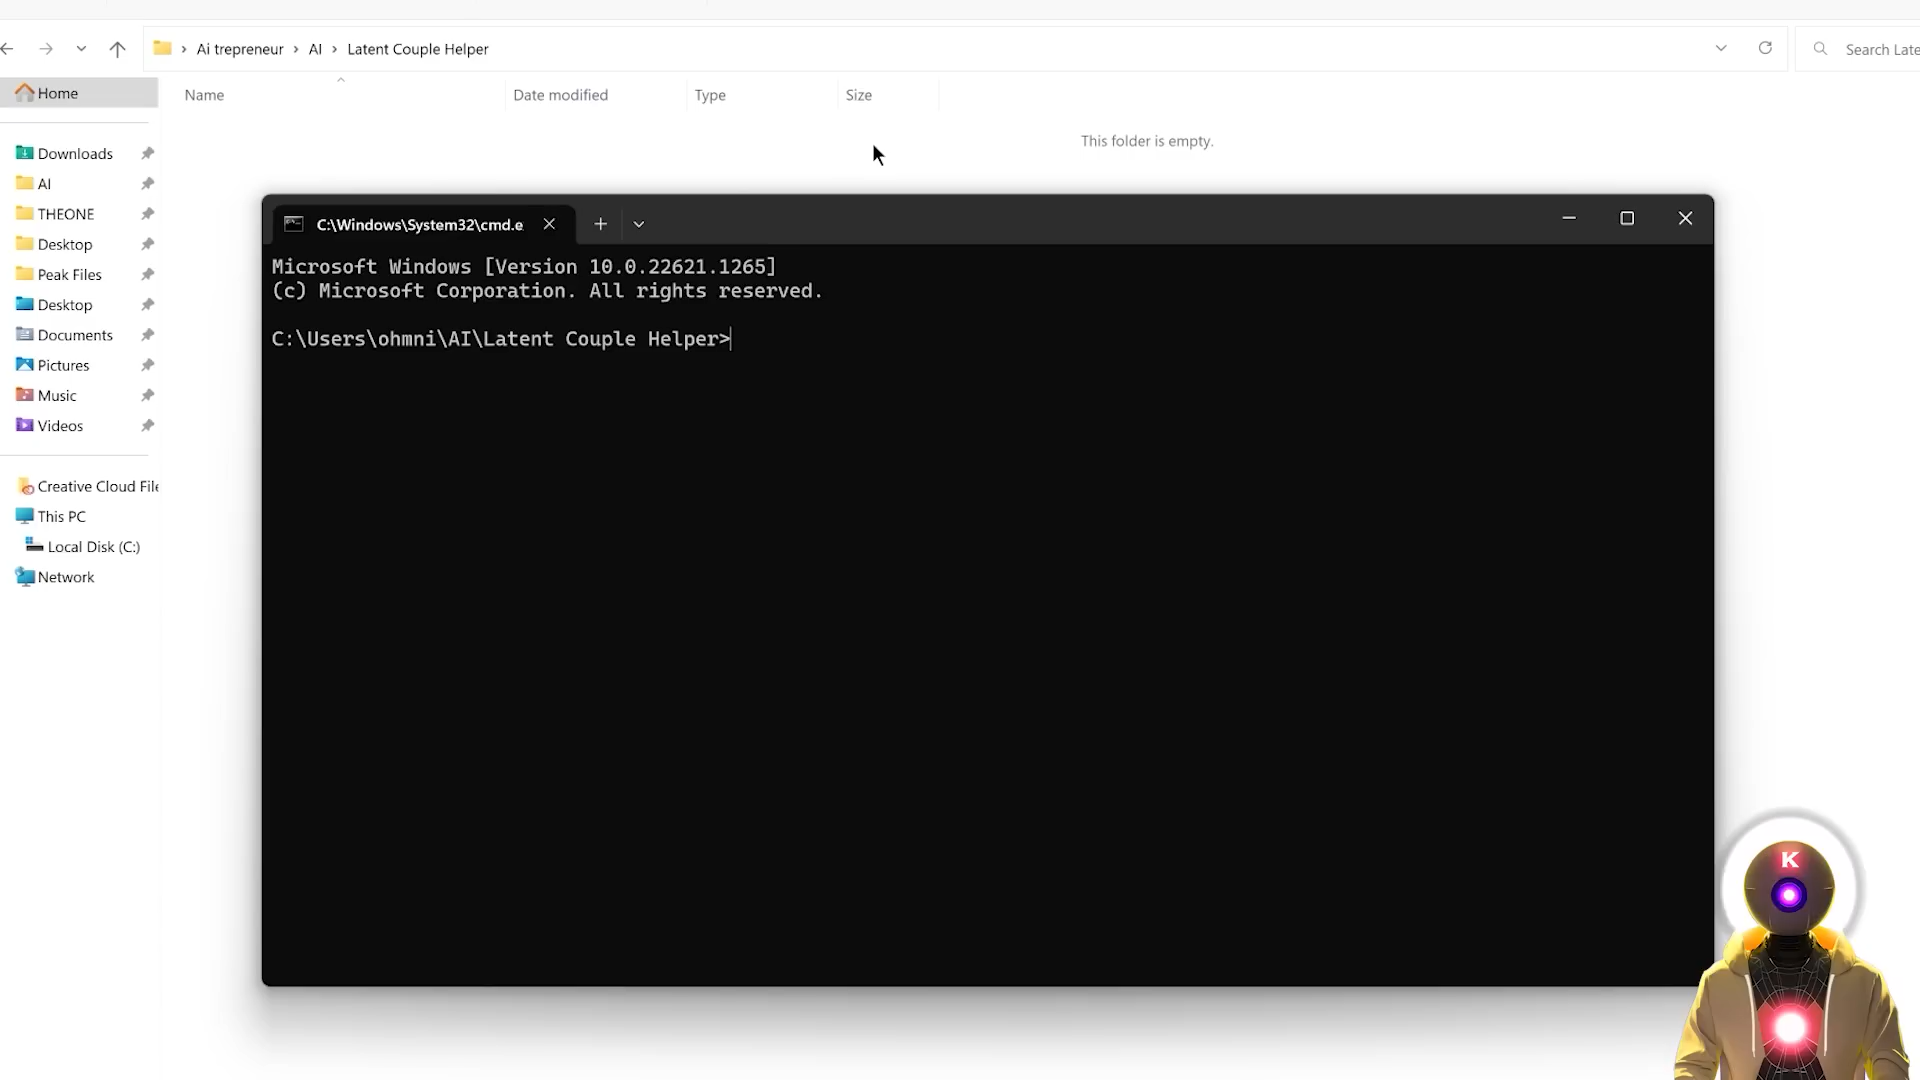 Ai trepreneur > AI > Latent Couple Helper
Search Late
Home
Name
Date modified
Type
Size
This folder is empty.
Downloads
AI
THEONE
Desktop
Peak Files
Desktop
Documents
Pictures
Music
Videos
Creative Cloud File
This PC
Local Disk (C:)
Network
C:\Windows\System32\cmd.e
Microsoft Windows [Version 10.0.22621.1265]
(c) Microsoft Corporation. All rights reserved.
C:\Users\ohmni\AI\Latent Couple Helper>
K